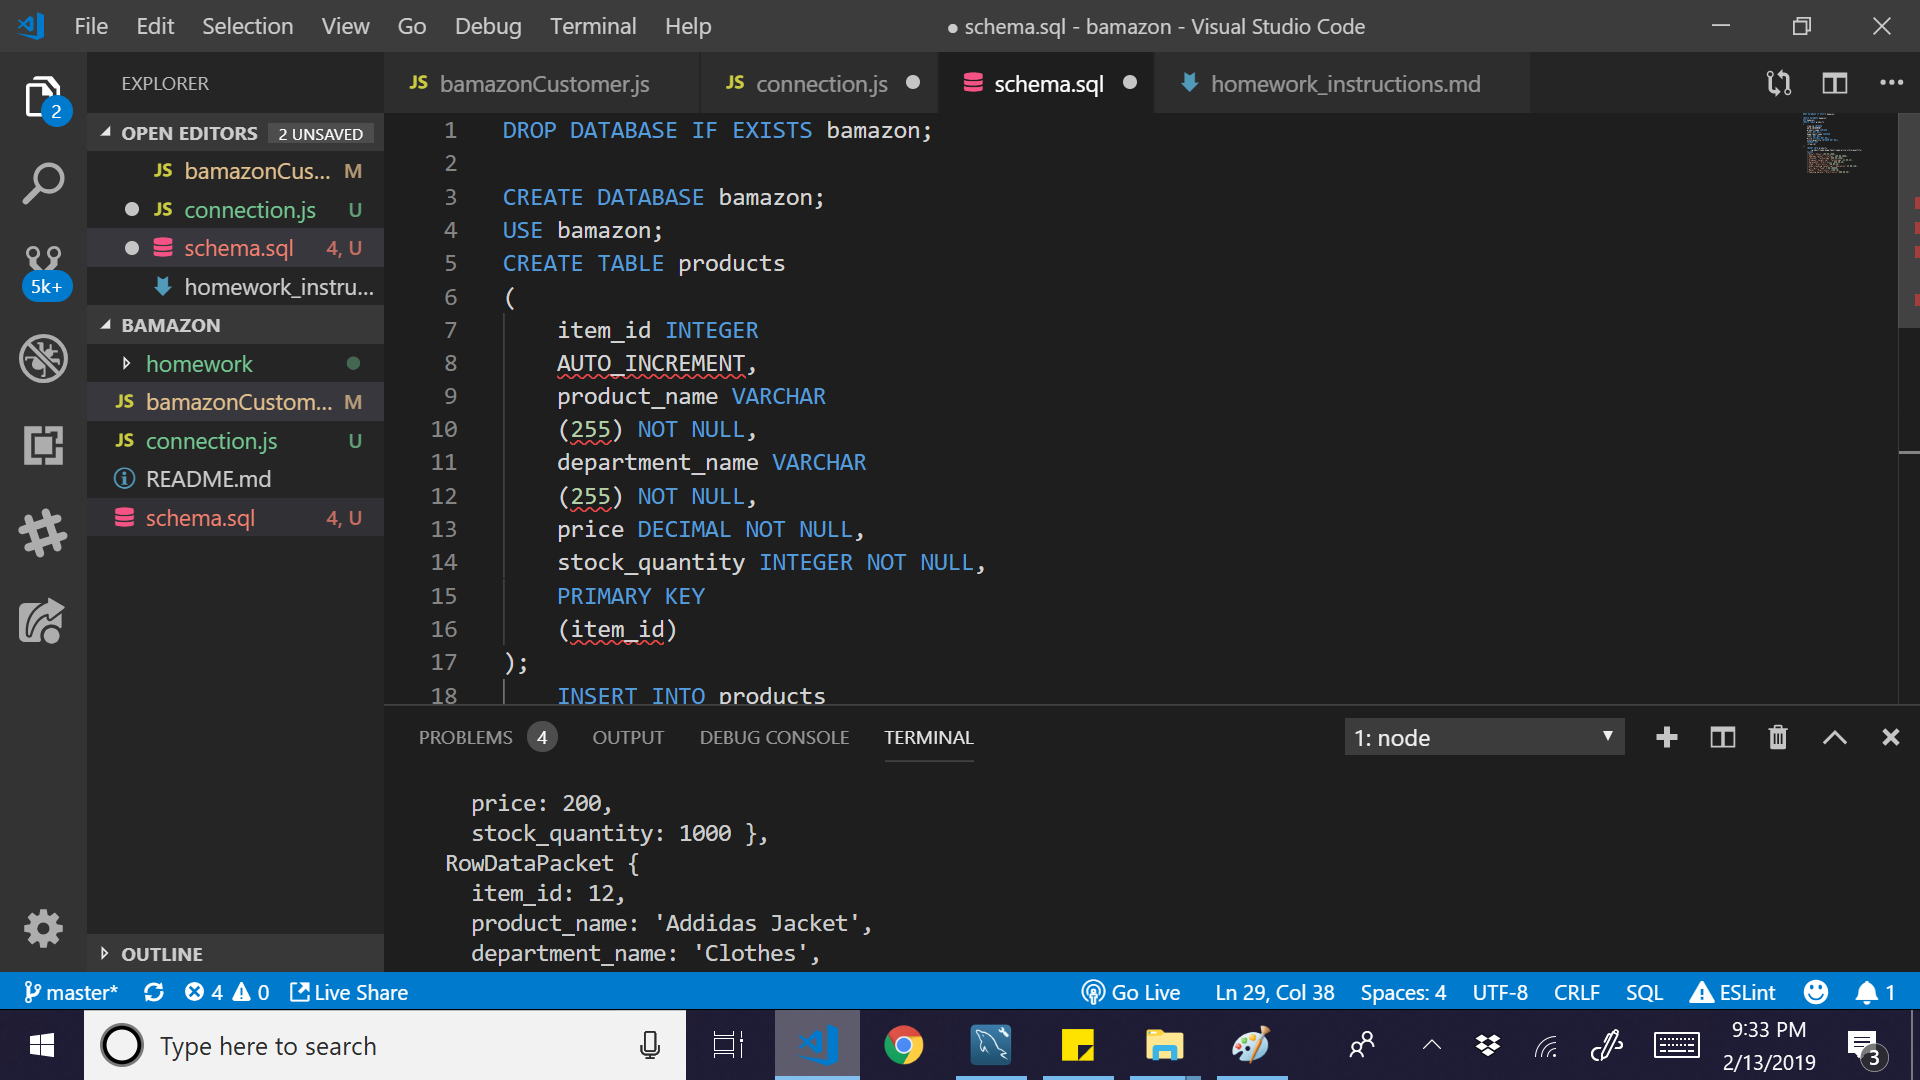 File Edit Selection View Go Debug Terminal Help
● schema.sql - bamazon - Visual Studio Code
EXPLORER
JS bamazonCustomer.js
JS connection.js ●
schema.sql ●
homework_instructions.md
2
OPEN EDITORS 2 UNSAVED
JS bamazonCus... M
● JS connection.js U
● schema.sql 4, U
homework_instru...
5k+
BAMAZON
homework
JS bamazonCustom... M
JS connection.js U
README.md
schema.sql 4, U
OUTLINE
1 DROP DATABASE IF EXISTS bamazon;
2
3 CREATE DATABASE bamazon;
4 USE bamazon;
5 CREATE TABLE products
6 (
7 item_id INTEGER
8 AUTO_INCREMENT,
9 product_name VARCHAR
10 (255) NOT NULL,
11 department_name VARCHAR
12 (255) NOT NULL,
13 price DECIMAL NOT NULL,
14 stock_quantity INTEGER NOT NULL,
15 PRIMARY KEY
16 (item_id)
17 );
18 INSERT INTO products
PROBLEMS 4 OUTPUT DEBUG CONSOLE TERMINAL
1: node
price: 200,
stock_quantity: 1000 },
RowDataPacket {
item_id: 12,
product_name: 'Addidas Jacket',
department_name: 'Clothes',
master* 4 0 Live Share
Go Live Ln 29, Col 38 Spaces: 4 UTF-8 CRLF SQL ESLint 1
Type here to search
9:33 PM
2/13/2019
3